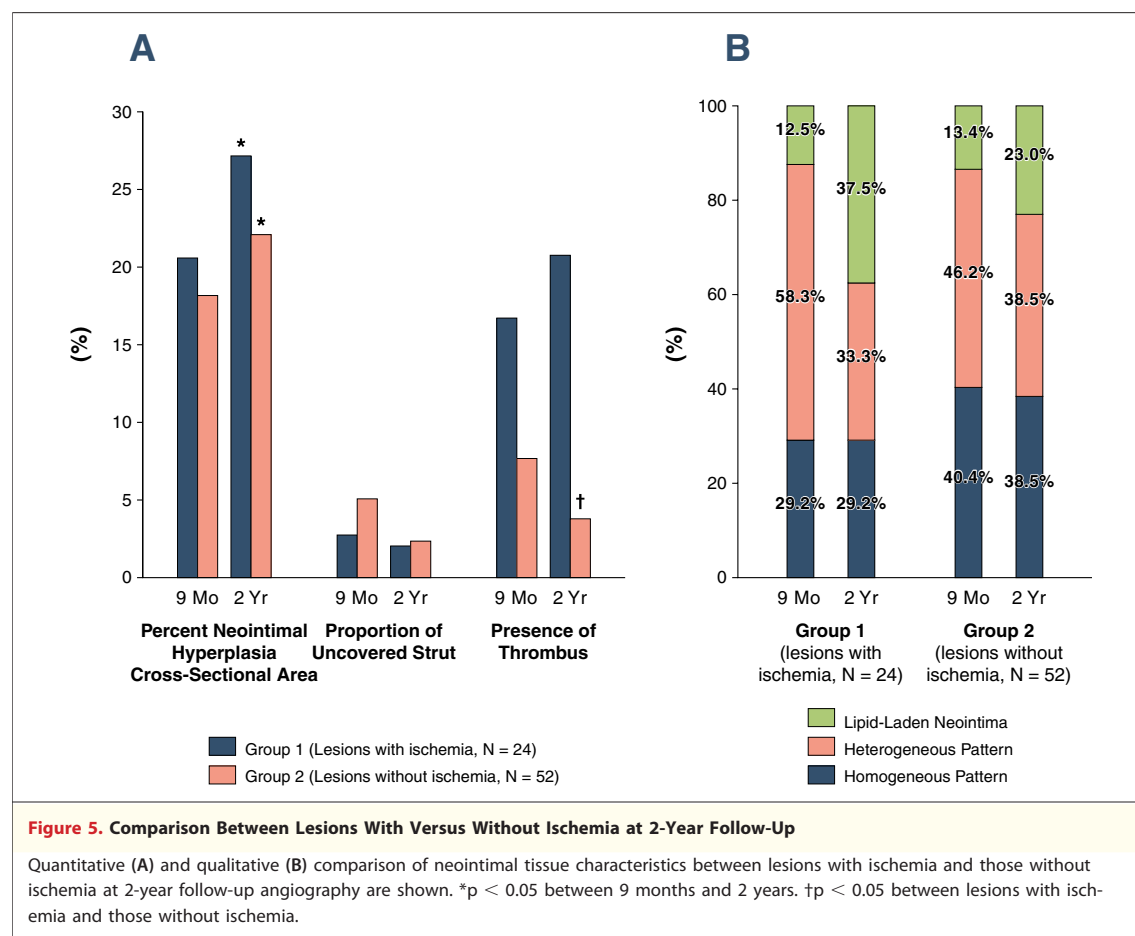 A
30
25
20
15
10
5
0
(%)
*
*
†
9 Mo 2 Yr
9 Mo 2 Yr
9 Mo 2 Yr
Percent Neointimal
Hyperplasia
Cross-Sectional Area
Proportion of
Uncovered Strut
Presence of
Thrombus
Group 1 (Lesions with ischemia, N = 24)
Group 2 (Lesions without ischemia, N = 52)
B
100
80
60
40
20
0
(%)
12.5%
58.3%
29.2%
37.5%
33.3%
29.2%
13.4%
46.2%
40.4%
23.0%
38.5%
38.5%
9 Mo 2 Yr
9 Mo 2 Yr
Group 1
(lesions with
ischemia, N = 24)
Group 2
(lesions without
ischemia, N = 52)
Lipid-Laden Neointima
Heterogeneous Pattern
Homogeneous Pattern
Figure 5. Comparison Between Lesions With Versus Without Ischemia at 2-Year Follow-Up
Quantitative (A) and qualitative (B) comparison of neointimal tissue characteristics between lesions with ischemia and those without
ischemia at 2-year follow-up angiography are shown. *p < 0.05 between 9 months and 2 years. †p < 0.05 between lesions with isch-
emia and those without ischemia.